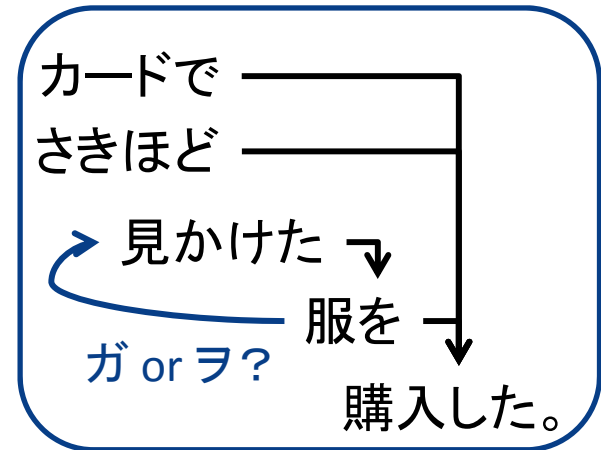 カードで
さきほど
見かけた
服を
ガ or ヲ？
購入した。